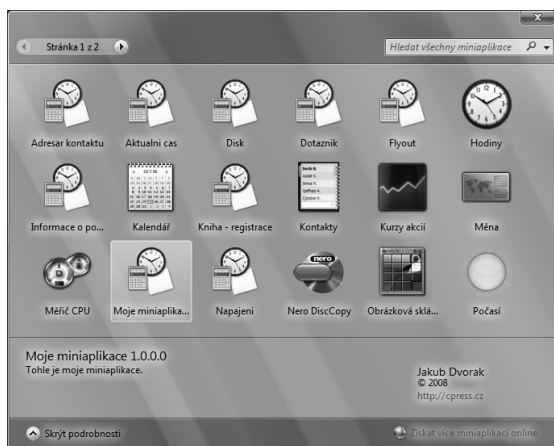 Stránka 1 z 2
Hledat všechny miniaplikace
Adresar kontaktu
Aktualni cas
Disk
Dotaznik
Flyout
Hodiny
Informace o po...
Kalendář
Kniha - registrace
Kontakty
Kurzy akcií
Měna
nero
Měřič CPU
Moje miniaplika...
Napajeni
Nero DiscCopy
Obrázková sklá...
Počasí
Moje miniaplikace 1.0.0.0
Tohle je moje miniaplikace.
Jakub Dvorak
© 2008
http://cpress.cz
Skrýt podrobnosti
Získat více miniaplikací online